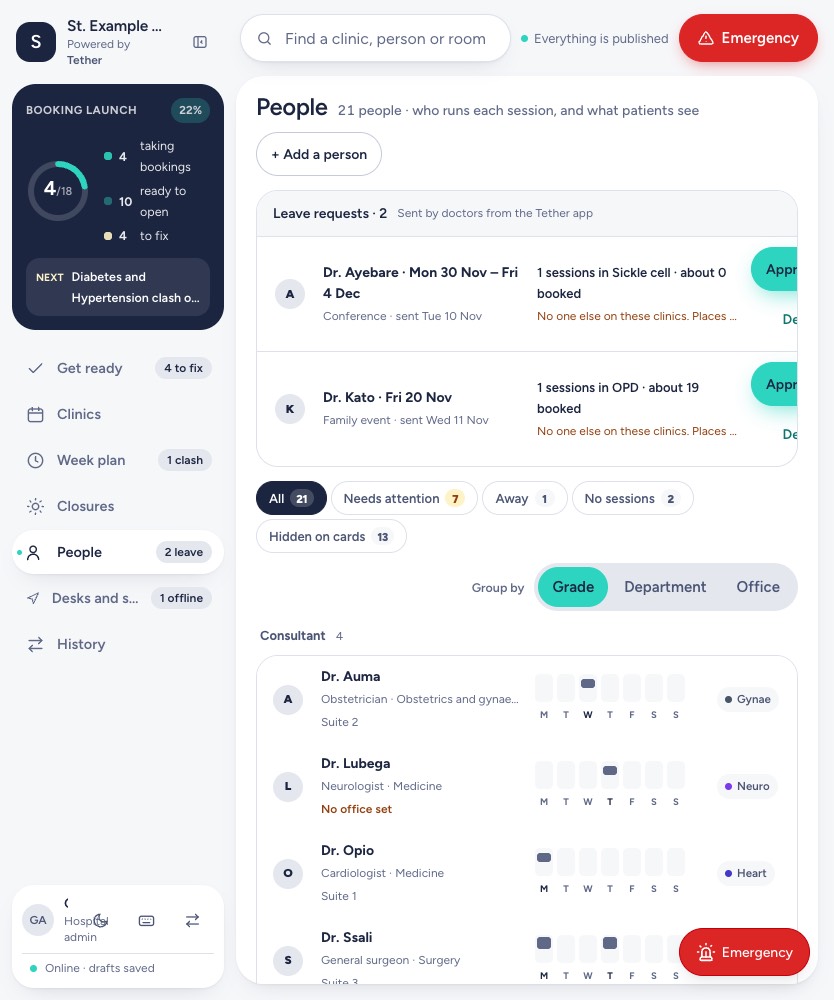 S
St. Example ...
Powered by
Tether
Find a clinic, person or room
Everything is published
Emergency
BOOKING LAUNCH
22%
4/18
4 taking
bookings
10 ready to
open
4 to fix
NEXT Diabetes and
Hypertension clash o...
Get ready
4 to fix
Clinics
Week plan
1 clash
Closures
People
2 leave
Desks and s...
1 offline
History
GA
Hospital
admin
Online · drafts saved
People 21 people · who runs each session, and what patients see
+ Add a person
Leave requests · 2 Sent by doctors from the Tether app
A
Dr. Ayebare · Mon 30 Nov – Fri
4 Dec
Conference · sent Tue 10 Nov
1 sessions in Sickle cell · about 0
booked
No one else on these clinics. Places ...
Appr
De
K
Dr. Kato · Fri 20 Nov
Family event · sent Wed 11 Nov
1 sessions in OPD · about 19
booked
No one else on these clinics. Places ...
Appr
De
All 21
Needs attention 7
Away 1
No sessions 2
Hidden on cards 13
Group by
Grade
Department
Office
Consultant 4
A
Dr. Auma
Obstetrician · Obstetrics and gynae...
Suite 2
M T W T F S S
Gynae
L
Dr. Lubega
Neurologist · Medicine
No office set
M T W T F S S
Neuro
O
Dr. Opio
Cardiologist · Medicine
Suite 1
M T W T F S S
Heart
S
Dr. Ssali
General surgeon · Surgery
Suite 3
M T W T F S S
Emergency